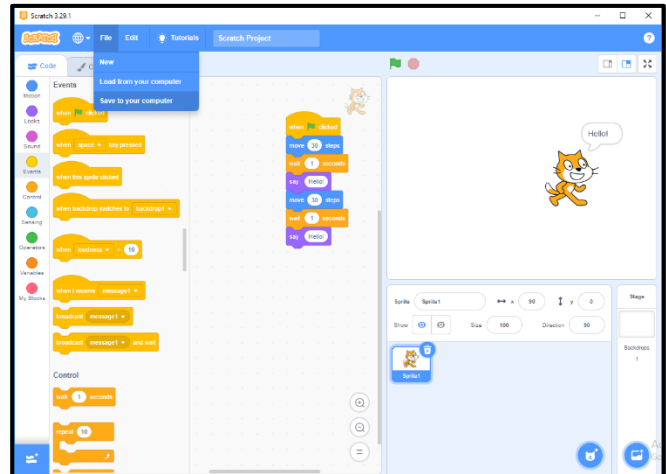 Scratch 3.29.1
SCRATCH File Edit Tutorials Scratch Project ?
Code
New
Load from your computer
Save to your computer
Motion
Looks
Sound
Events
Control
Sensing
Operators
Variables
My Blocks
Events
when clicked
when space key pressed
when this sprite clicked
when backdrop switches to backdrop1
when loudness > 10
when I receive message1
broadcast message1
broadcast message1 and wait
Control
wait 1 seconds
repeat 10
when clicked
move 30 steps
wait 1 seconds
say Hello!
move 30 steps
wait 1 seconds
say Hello!
Hello!
Sprite Sprite1 x 90 y 0
Show Size 100 Direction 90
Sprite1
Stage
Backdrops
1